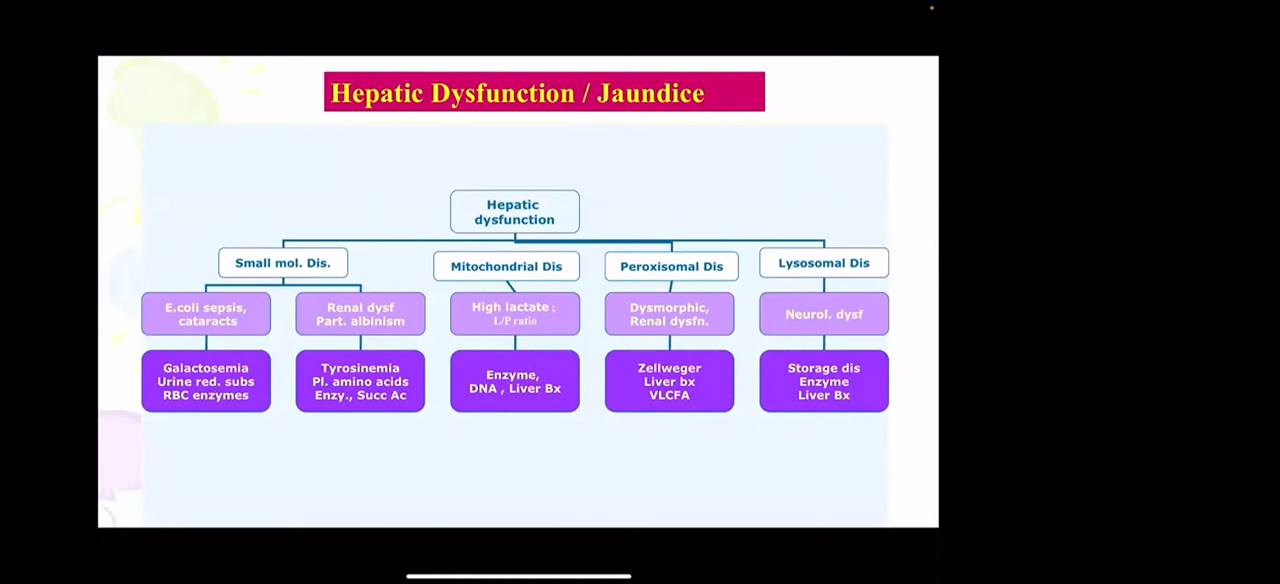 Hepatic Dysfunction / Jaundice
Hepatic
dysfunction
Small mol. Dis.
Mitochondrial Dis
Peroxisomal Dis
Lysosomal Dis
E.coli sepsis,
cataracts
Renal dysf
Part. albinism
High lactate :
L/P ratio
Dysmorphic,
Renal dysfn.
Neurol. dysf
Galactosemia
Urine red. subs
RBC enzymes
Tyrosinemia
Pl. amino acids
Enzy., Succ Ac
Enzyme,
DNA , Liver Bx
Zellweger
Liver bx
VLCFA
Storage dis
Enzyme
Liver Bx